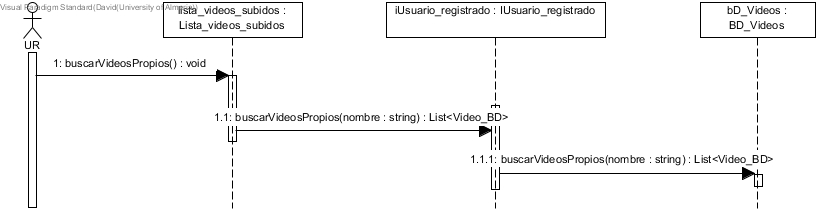 Visual Paradigm Standard(David(University of Almeria))
lista_videos_subidos :
Lista_videos_subidos
iUsuario_registrado : IUsuario_registrado
bD_Videos :
BD_Videos
UR
1: buscarVideosPropios() : void
1.1: buscarVideosPropios(nombre : string) : List<Video_BD>
1.1.1: buscarVideosPropios(nombre : string) : List<Video_BD>